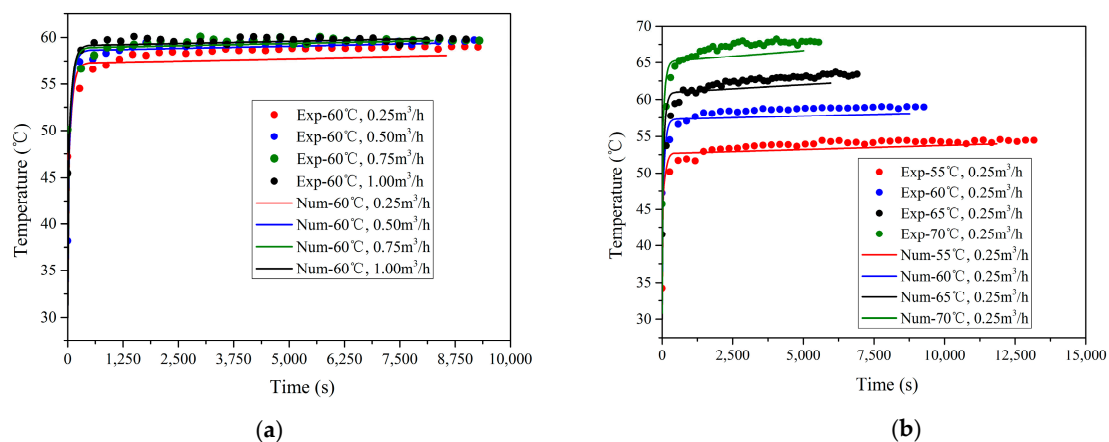 60
55
50
45
40
35
30
Temperature (℃)
Exp-60℃, 0.25m³/h
Exp-60℃, 0.50m³/h
Exp-60℃, 0.75m³/h
Exp-60℃, 1.00m³/h
Num-60℃, 0.25m³/h
Num-60℃, 0.50m³/h
Num-60℃, 0.75m³/h
Num-60℃, 1.00m³/h
0 1,250 2,500 3,750 5,000 6,250 7,500 8,750 10,000
Time (s)
(a)
70
65
60
55
50
45
40
35
30
Temperature (℃)
Exp-55℃, 0.25m³/h
Exp-60℃, 0.25m³/h
Exp-65℃, 0.25m³/h
Exp-70℃, 0.25m³/h
Num-55℃, 0.25m³/h
Num-60℃, 0.25m³/h
Num-65℃, 0.25m³/h
Num-70℃, 0.25m³/h
0 2,500 5,000 7,500 10,000 12,500 15,000
Time (s)
(b)